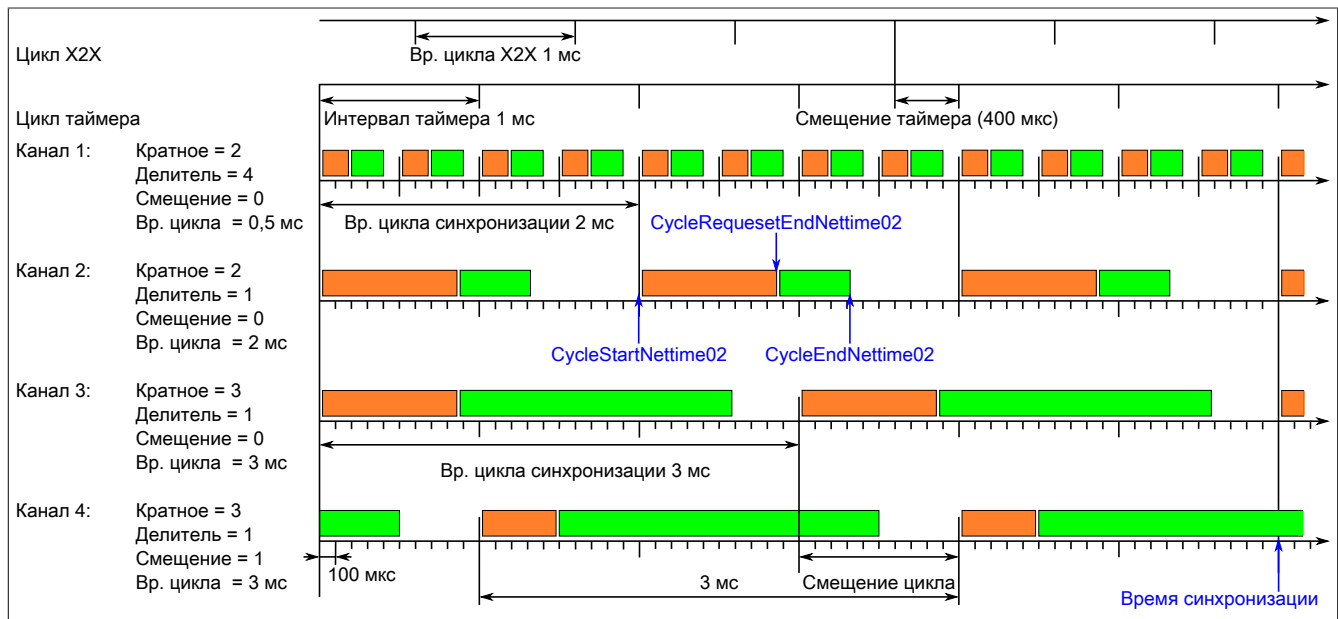 Цикл X2X
Вр. цикла X2X 1 мс
Цикл таймера
Интервал таймера 1 мс
Смещение таймера (400 мкс)
Канал 1: Кратное = 2
Делитель = 4
Смещение = 0
Вр. цикла = 0,5 мс
Вр. цикла синхронизации 2 мс
CycleRequesetEndNettime02
Канал 2: Кратное = 2
Делитель = 1
Смещение = 0
Вр. цикла = 2 мс
CycleStartNettime02
CycleEndNettime02
Канал 3: Кратное = 3
Делитель = 1
Смещение = 0
Вр. цикла = 3 мс
Вр. цикла синхронизации 3 мс
Канал 4: Кратное = 3
Делитель = 1
Смещение = 1
Вр. цикла = 3 мс
100 мкс
3 мс
Смещение цикла
Время синхронизации